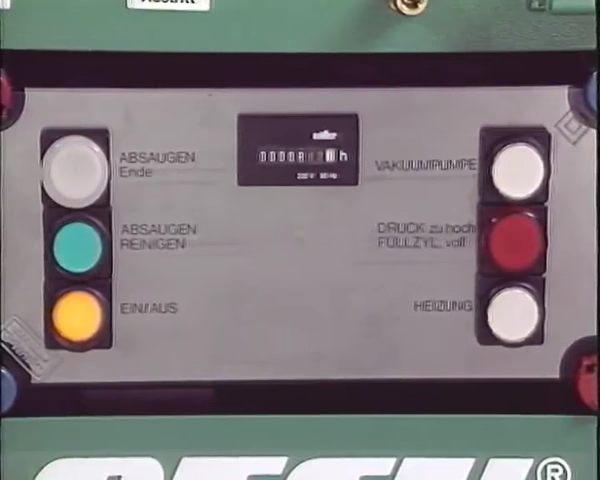 ABSAUGEN
Ende
ABSAUGEN
REINIGEN
EIN/AUS
h
VAKUUMPUMPE
DRUCK zu hoch
FÜLLZYL. voll
HEIZUNG
®